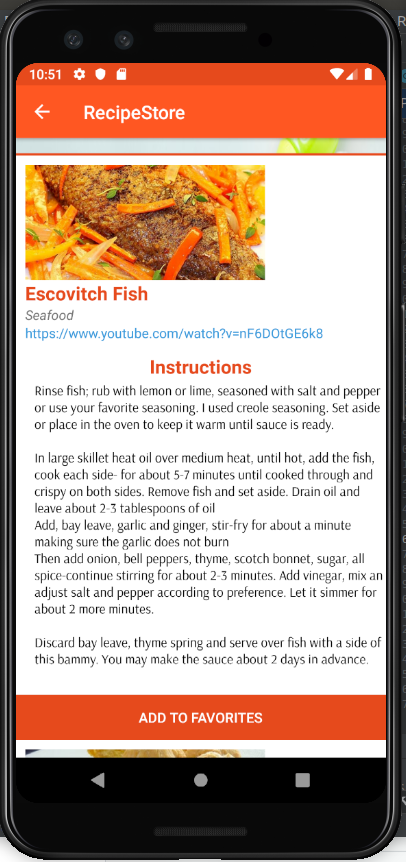 10:51
RecipeStore
Escovitch Fish
Seafood
https://www.youtube.com/watch?v=nF6DOtGE6k8
Instructions
Rinse fish; rub with lemon or lime, seasoned with salt and pepper
or use your favorite seasoning. I used creole seasoning. Set aside
or place in the oven to keep it warm until sauce is ready.
In large skillet heat oil over medium heat, until hot, add the fish,
cook each side- for about 5-7 minutes until cooked through and
crispy on both sides. Remove fish and set aside. Drain oil and
leave about 2-3 tablespoons of oil
Add, bay leave, garlic and ginger, stir-fry for about a minute
making sure the garlic does not burn
Then add onion, bell peppers, thyme, scotch bonnet, sugar, all
spice-continue stirring for about 2-3 minutes. Add vinegar, mix an
adjust salt and pepper according to preference. Let it simmer for
about 2 more minutes.
Discard bay leave, thyme spring and serve over fish with a side of
this bammy. You may make the sauce about 2 days in advance.
ADD TO FAVORITES